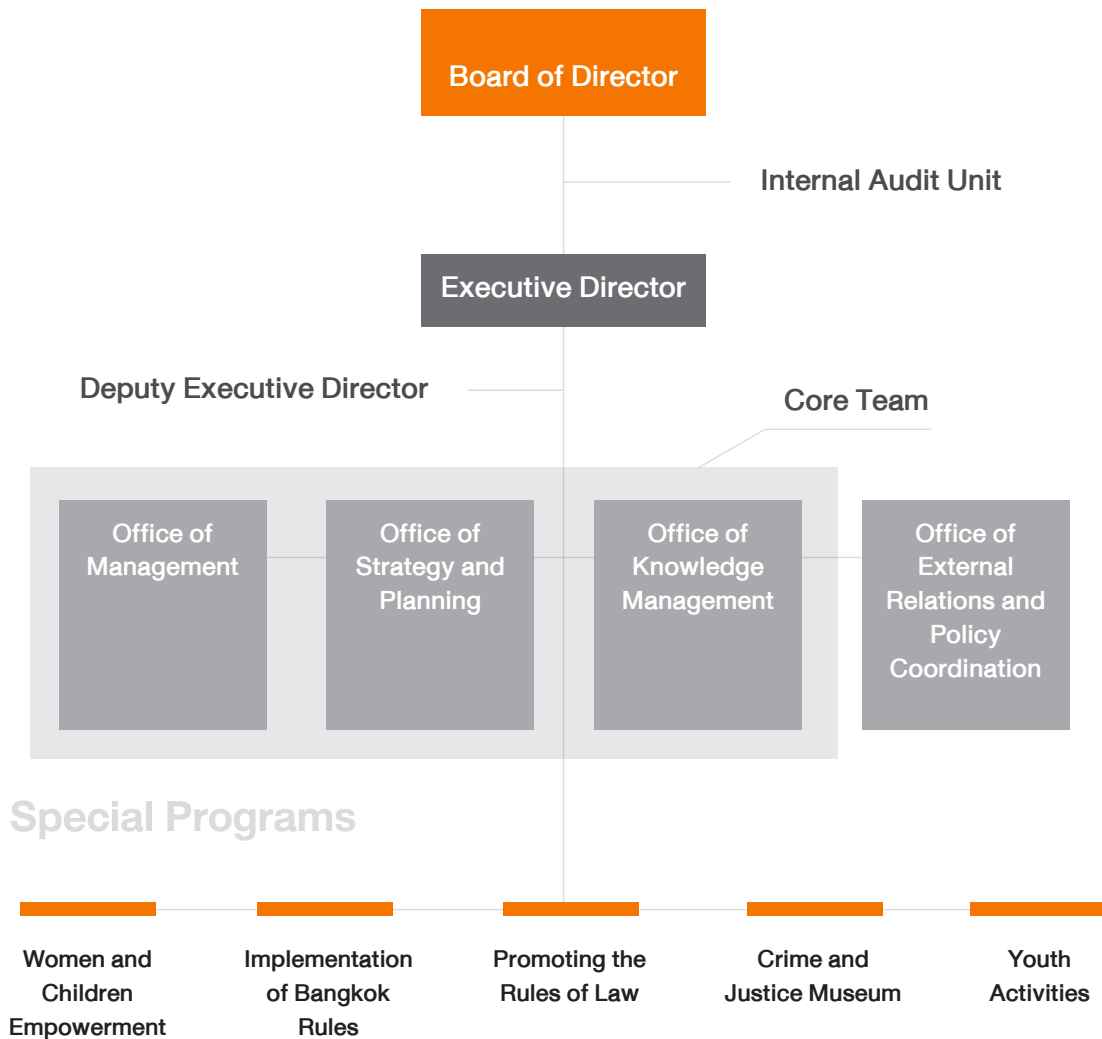 Board of Director
Internal Audit Unit
Executive Director
Deputy Executive Director
Core Team
Office of
Management
Office of
Strategy and
Planning
Office of
Knowledge
Management
Office of
External
Relations and
Policy
Coordination
Special Programs
Women and
Children
Empowerment
Implementation
of Bangkok
Rules
Promoting the
Rules of Law
Crime and
Justice Museum
Youth
Activities